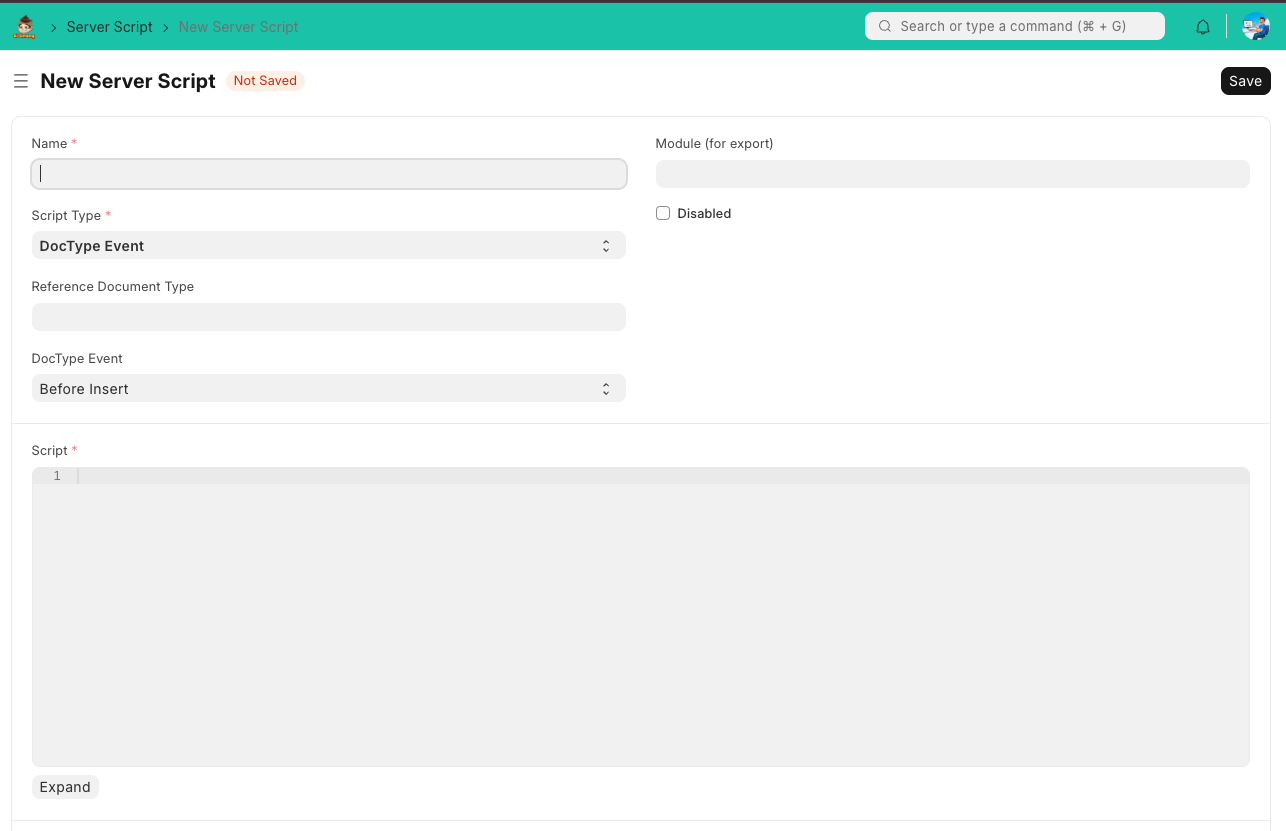 Server Script
New Server Script
Search or type a command (⌘ + G)
New Server Script
Not Saved
Save
Name *
Module (for export)
Script Type *
Disabled
DocType Event
Reference Document Type
DocType Event
Before Insert
Script *
1
Expand